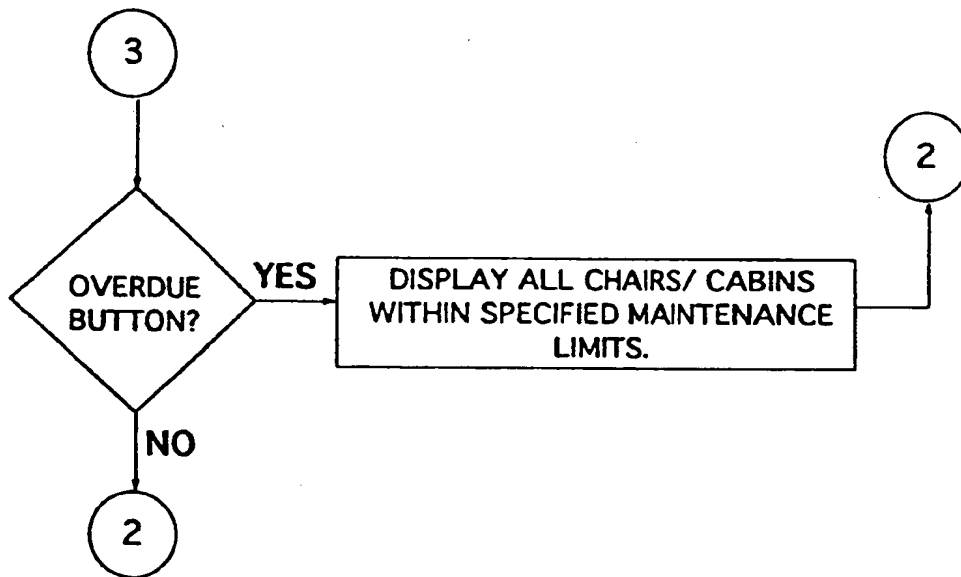 3
2
OVERDUE
BUTTON?
YES
DISPLAY ALL CHAIRS/ CABINS
WITHIN SPECIFIED MAINTENANCE
LIMITS.
NO
2